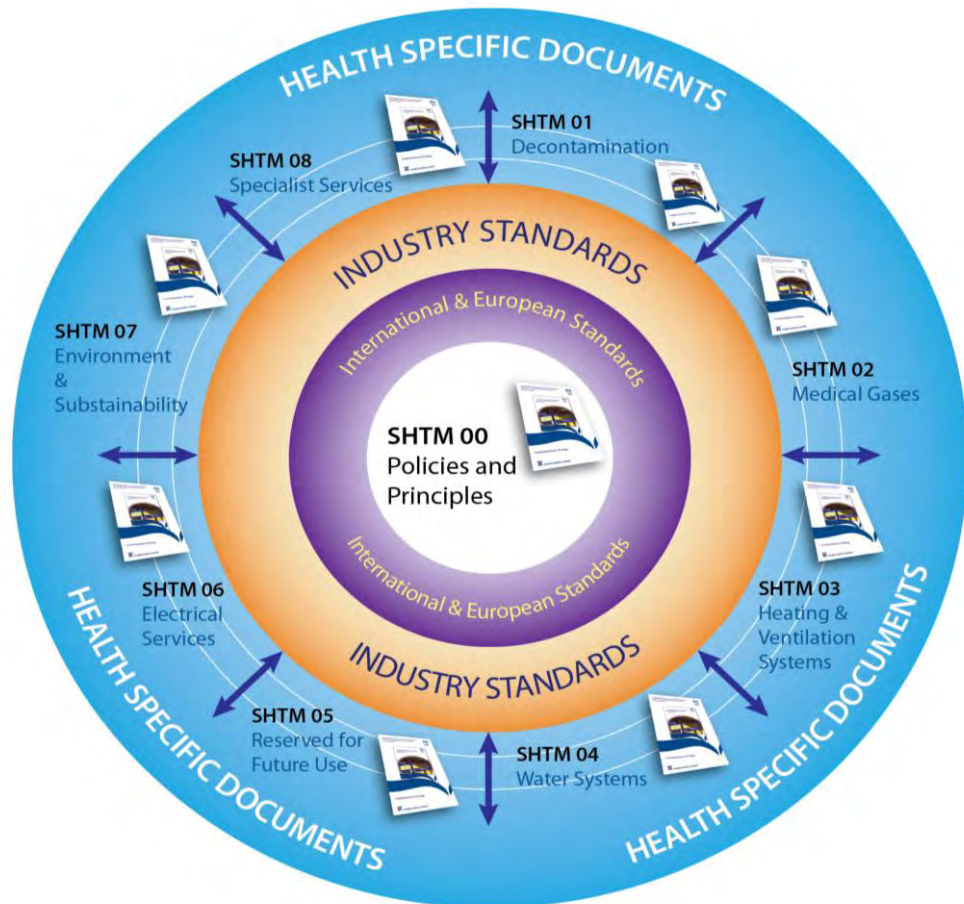 HEALTH SPECIFIC DOCUMENTS
SHTM 01
Decontamination
SHTM 02
Medical Gases
SHTM 03
Heating &
Ventilation
Systems
SHTM 04
Water Systems
SHTM 05
Reserved for
Future Use
SHTM 06
Electrical
Services
SHTM 07
Environment
&
Substainability
SHTM 08
Specialist Services
INDUSTRY STANDARDS
International & European Standards
SHTM 00
Policies and
Principles
International & European Standards
INDUSTRY STANDARDS
HEALTH SPECIFIC DOCUMENTS
HEALTH SPECIFIC DOCUMENTS